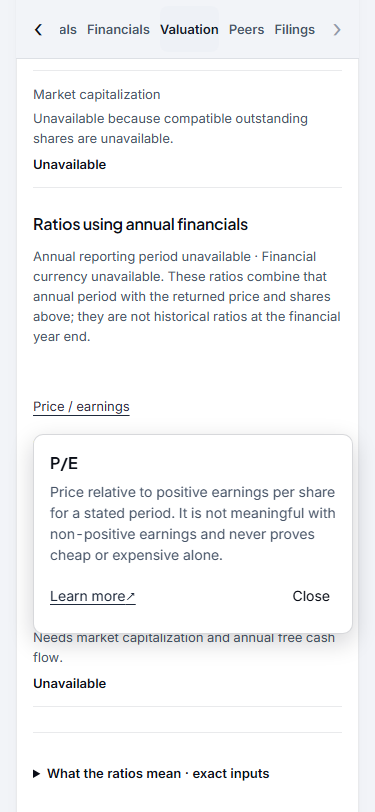 als Financials Valuation Peers Filings
Market capitalization
Unavailable because compatible outstanding
shares are unavailable.
Unavailable
Ratios using annual financials
Annual reporting period unavailable · Financial
currency unavailable. These ratios combine that
annual period with the returned price and shares
above; they are not historical ratios at the financial
year end.
Price / earnings
P/E
Price relative to positive earnings per share
for a stated period. It is not meaningful with
non-positive earnings and never proves
cheap or expensive alone.
Learn more↗ Close
Needs market capitalization and annual free cash
flow.
Unavailable
What the ratios mean · exact inputs